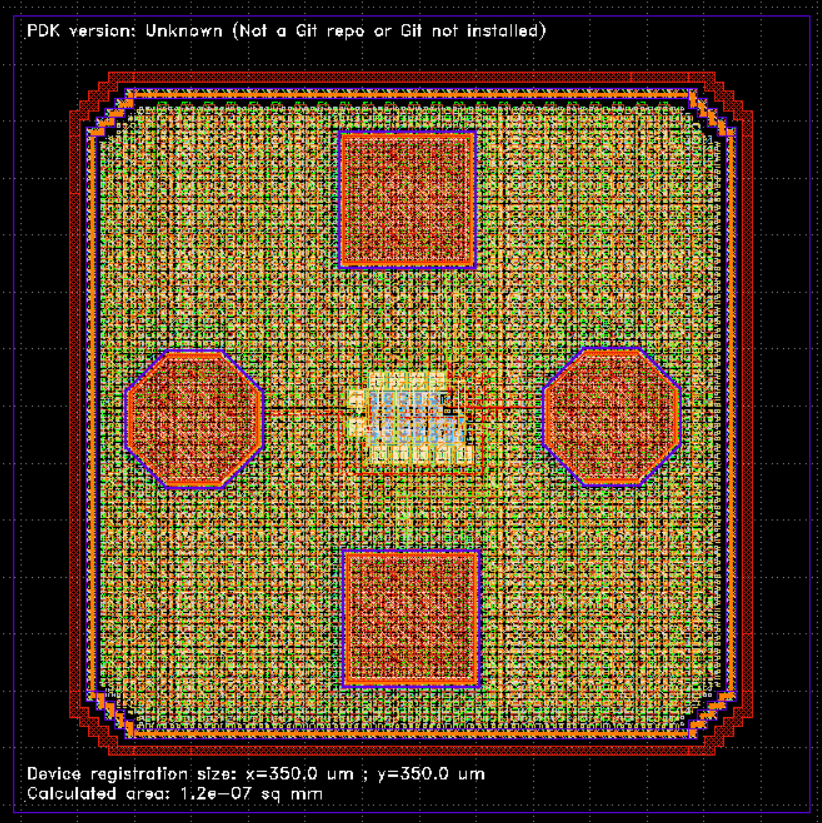 PDK version: Unknown (Not a Git repo or Git not installed)
Device registration size: x=350.0 um ; y=350.0 um
Calculated area: 1.2e-07 sq mm